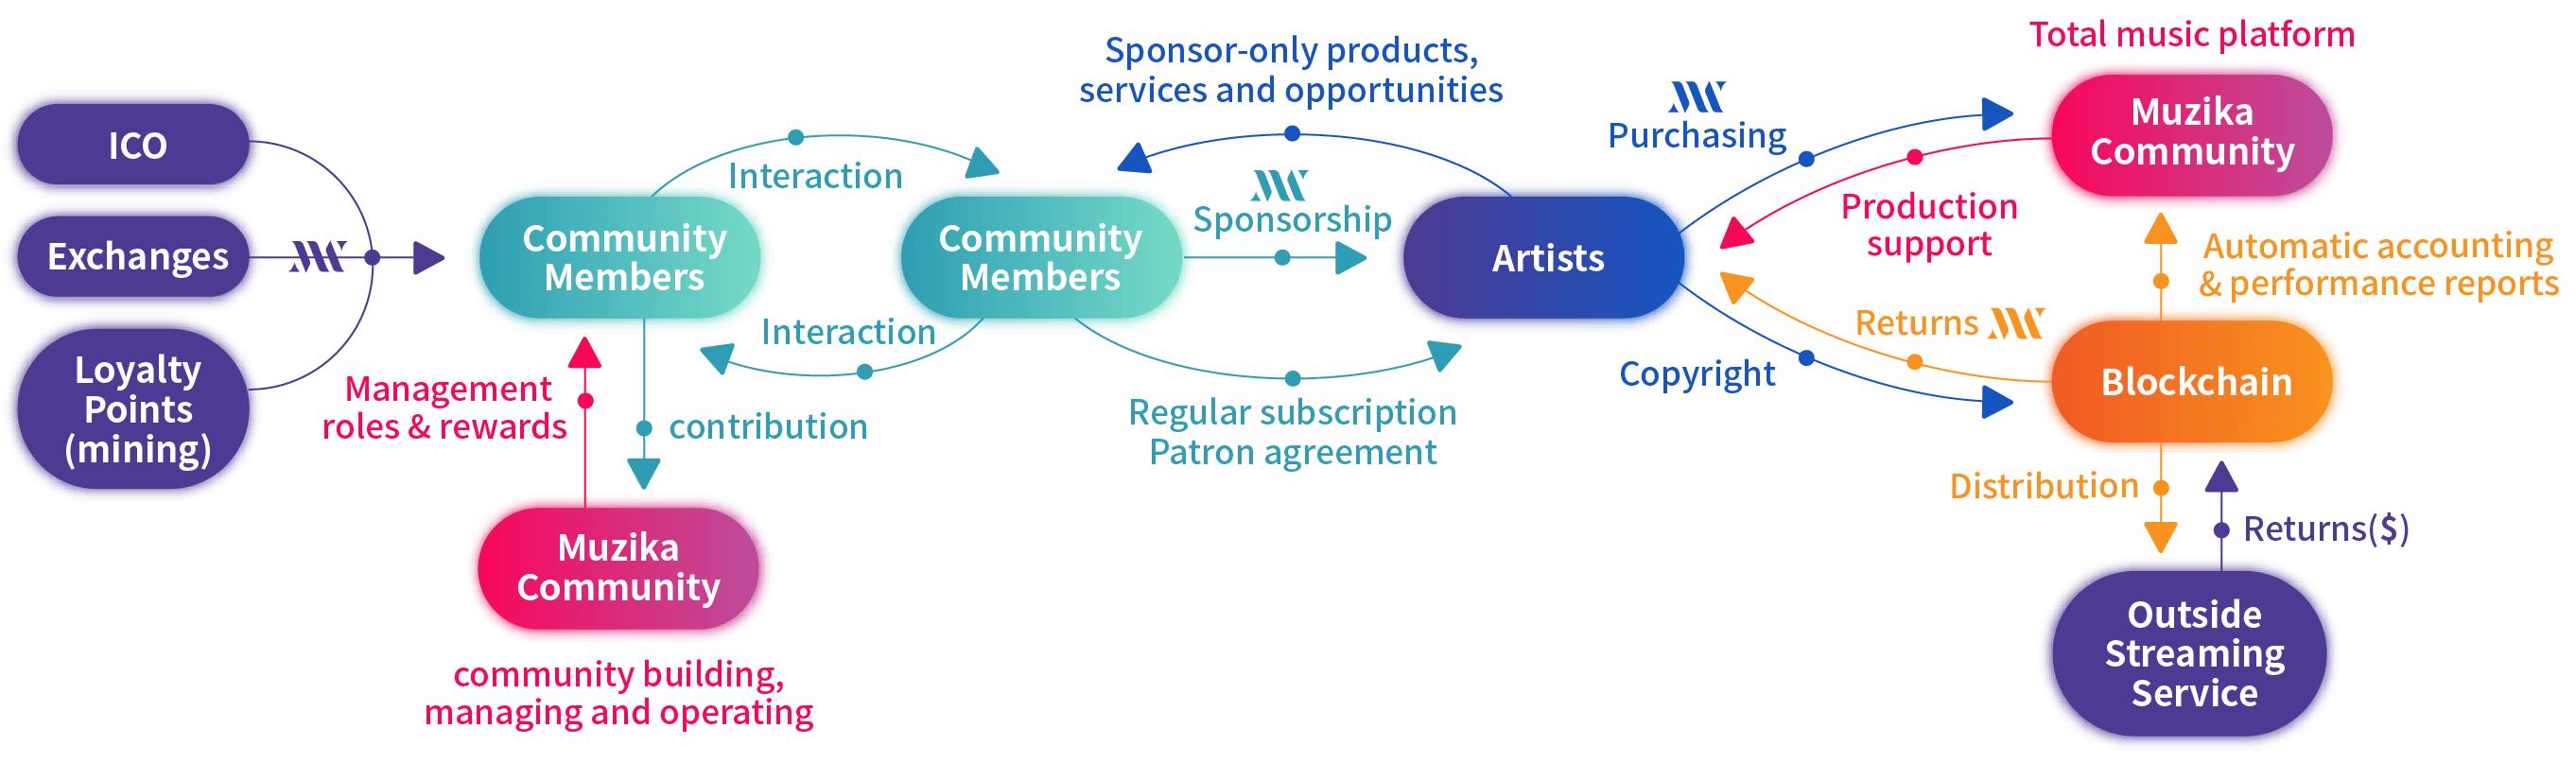 ICO
Exchanges
Loyalty
Points
(mining)
Community
Members
Interaction
Interaction
Management
roles & rewards
contribution
Muzika
Community
community building,
managing and operating
Community
Members
Sponsor-only products,
services and opportunities
Sponsorship
Regular subscription
Patron agreement
Artists
Purchasing
Production
support
Returns
Copyright
Total music platform
Muzika
Community
Automatic accounting
& performance reports
Blockchain
Distribution
Returns($)
Outside
Streaming
Service